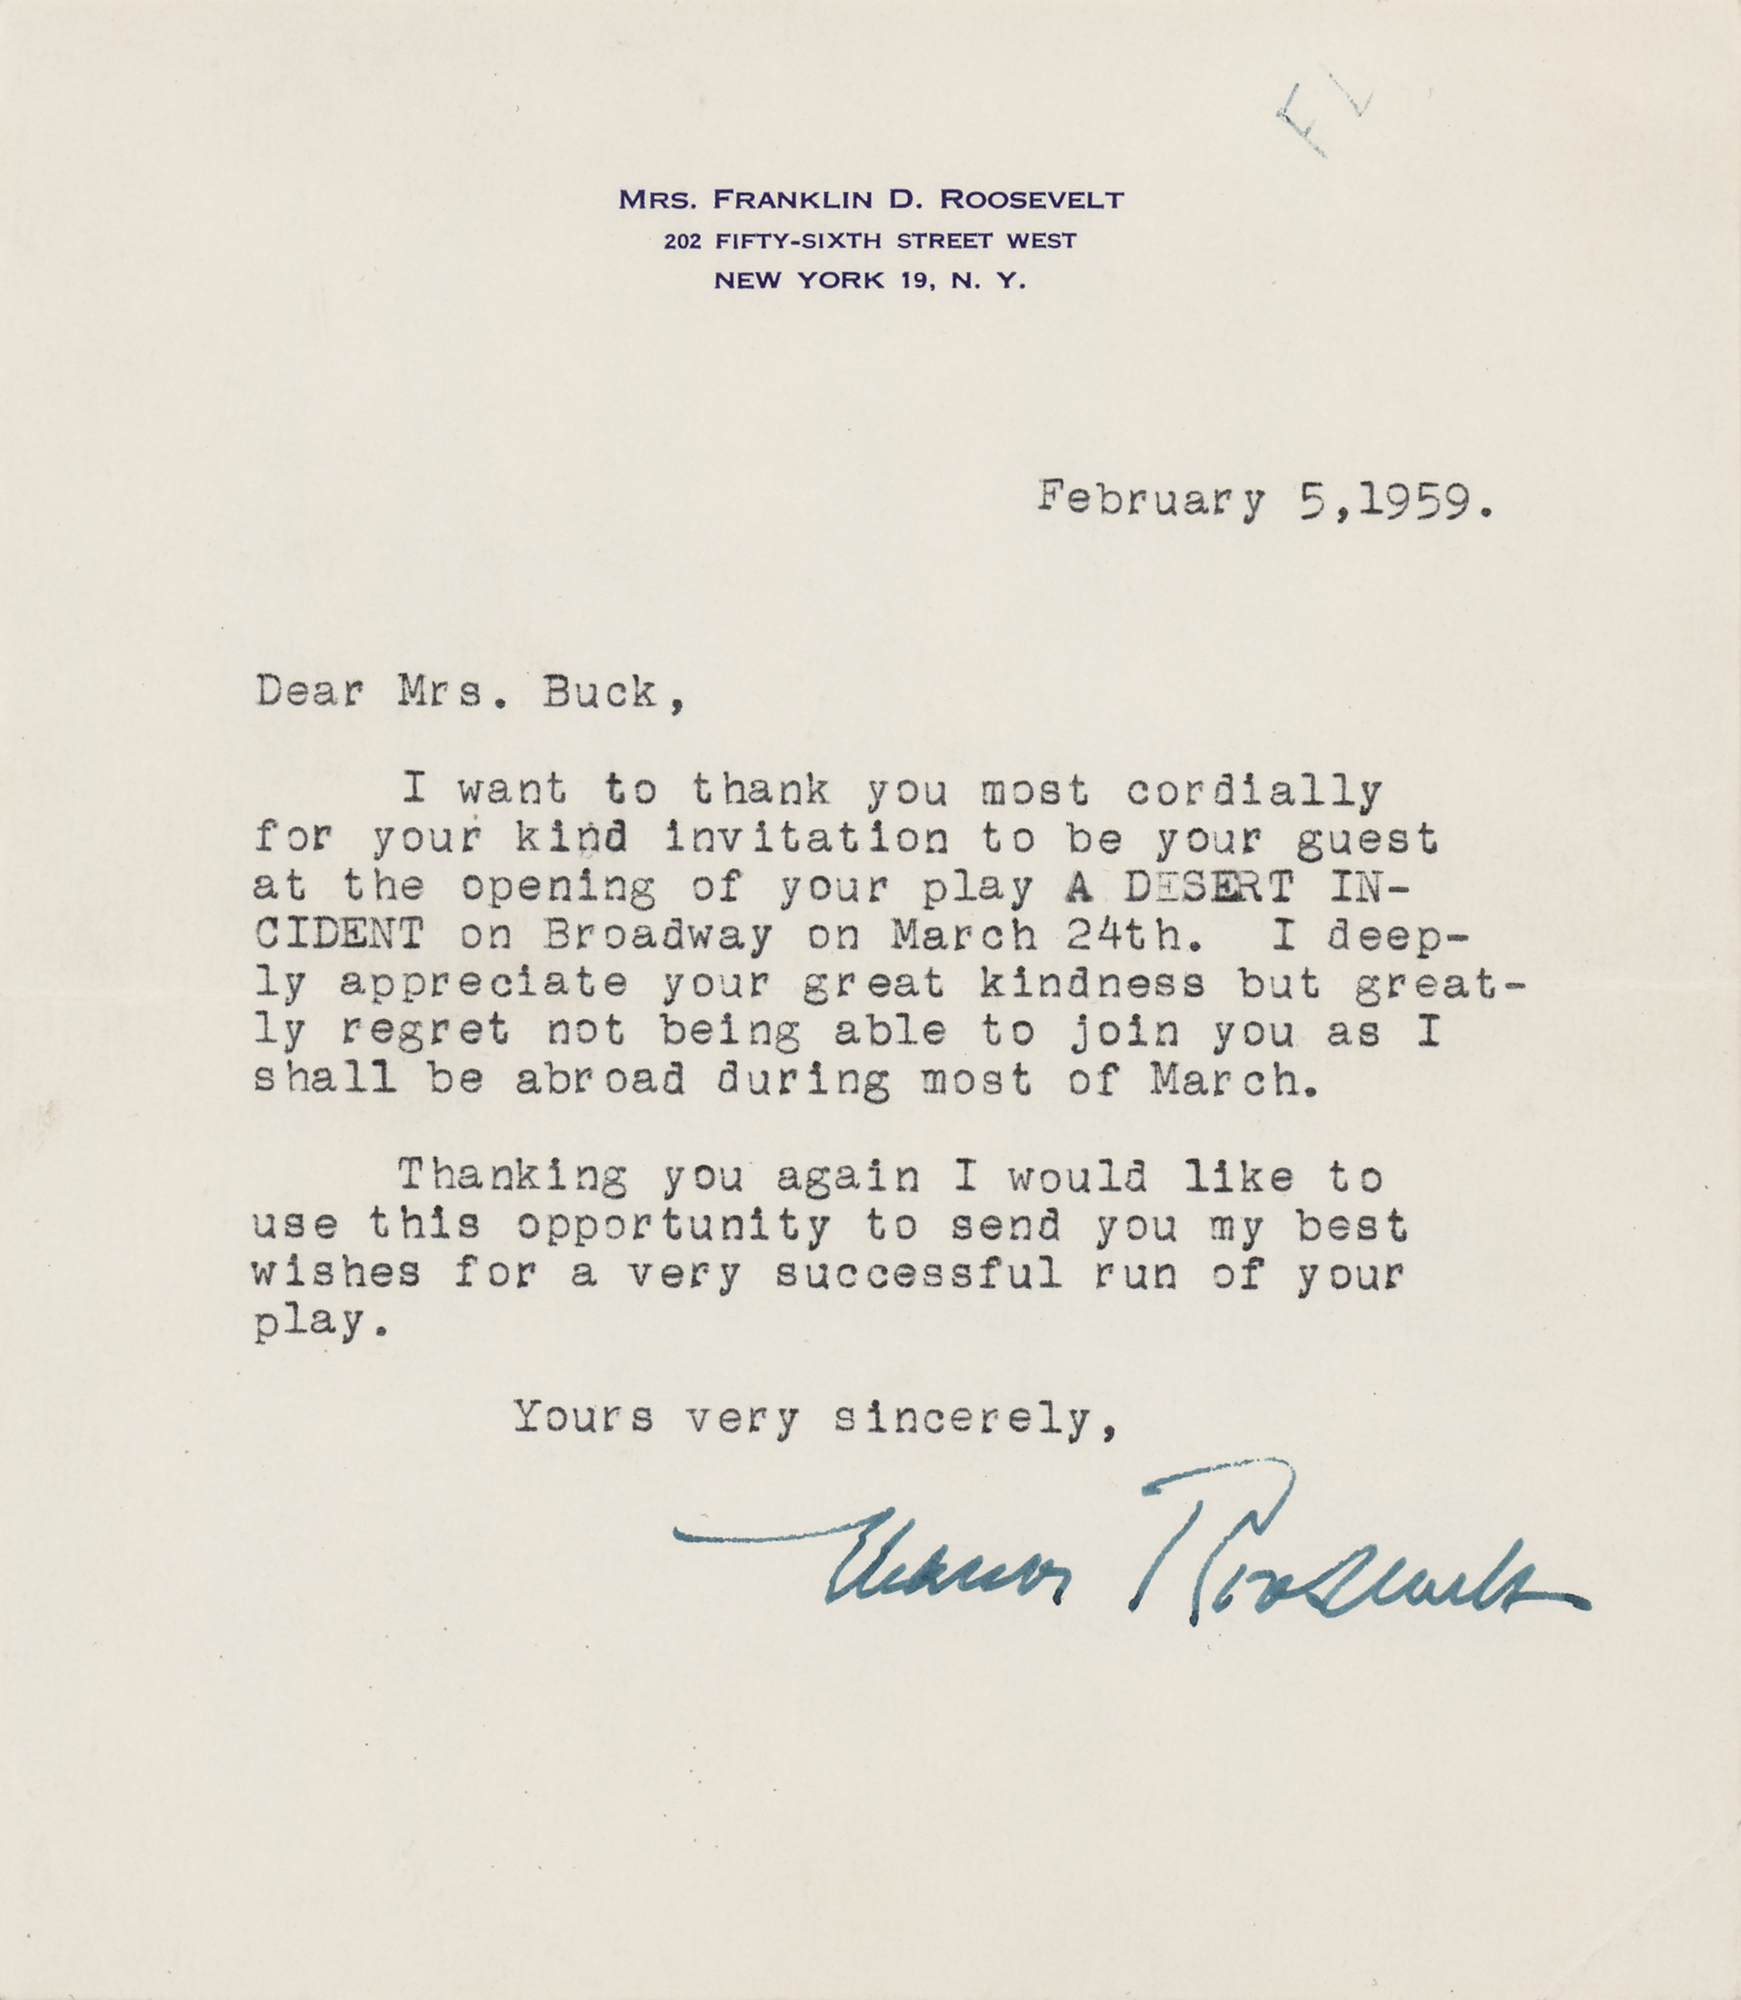 FL
MRS. FRANKLIN D. ROOSEVELT
202 FIFTY-SIXTH STREET WEST
NEW YORK 19, N. Y.
February 5,1959.
Dear Mrs. Buck,
I want to thank you most cordially
for your kind invitation to be your guest
at the opening of your play A DESERT IN-
CIDENT on Broadway on March 24th. I deep-
ly appreciate your great kindness but great-
ly regret not being able to join you as I
shall be abroad during most of March.
Thanking you again I would like to
use this opportunity to send you my best
wishes for a very successful run of your
play.
Yours very sincerely,
Eleanor Roosevelt